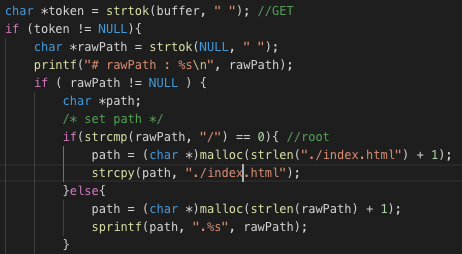 char *token = strtok(buffer, " "); //GET
if (token != NULL){
char *rawPath = strtok(NULL, " ");
printf("# rawPath : %s\n", rawPath);
if ( rawPath != NULL ) {
char *path;
/* set path */
if(strcmp(rawPath, "/") == 0){ //root
path = (char *)malloc(strlen("./index.html") + 1);
strcpy(path, "./index.html");
}else{
path = (char *)malloc(strlen(rawPath) + 1);
sprintf(path, ".%s", rawPath);
}